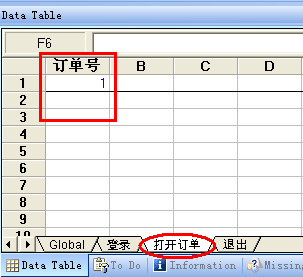 Data Table
F6
订单号 B C D
1 1
2
3
4
5
6
7
8
9
10
Global 登录 打开订单 退出
Data Table To Do Information Missing